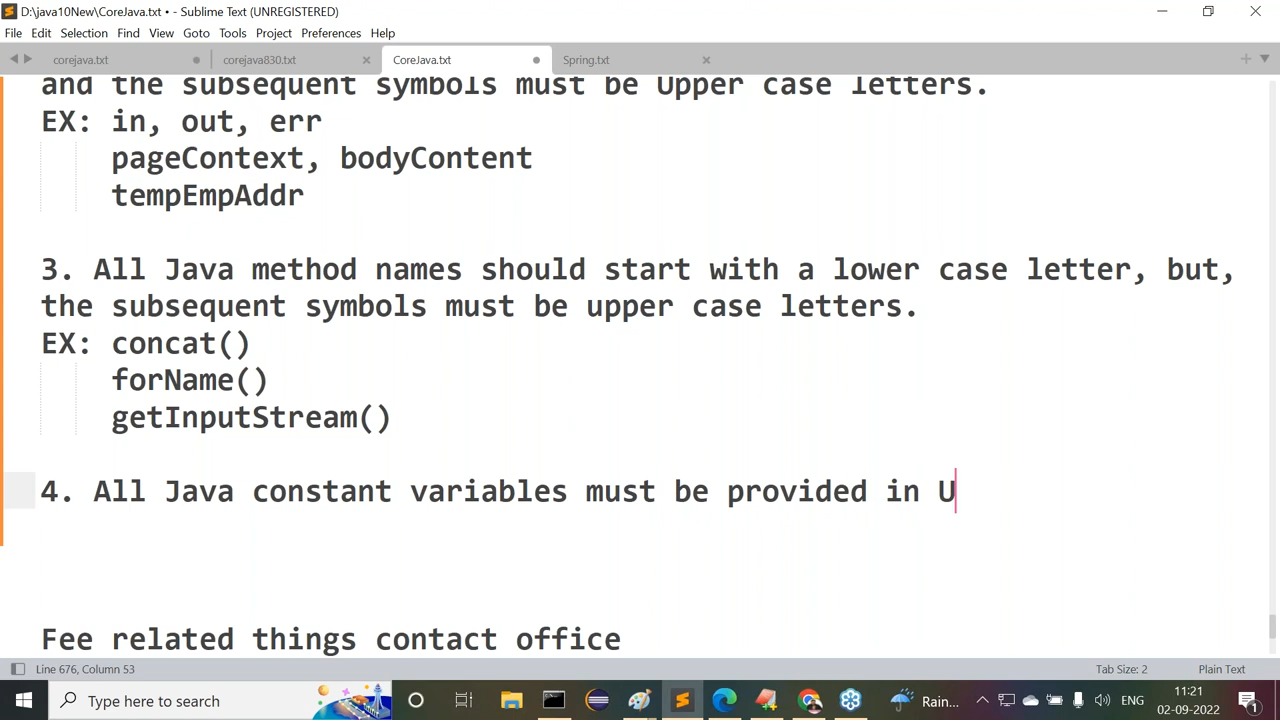 D:\java10New\CoreJava.txt • - Sublime Text (UNREGISTERED)
File Edit Selection Find View Goto Tools Project Preferences Help
corejava.txt corejava830.txt CoreJava.txt Spring.txt
and the subsequent symbols must be Upper case letters.
EX: in, out, err
pageContext, bodyContent
tempEmpAddr
3. All Java method names should start with a lower case letter, but,
the subsequent symbols must be upper case letters.
EX: concat()
forName()
getInputStream()
4. All Java constant variables must be provided in U
Fee related things contact office
Line 676, Column 53 Tab Size: 2 Plain Text
Type here to search Rain... ENG 11:21
02-09-2022 1